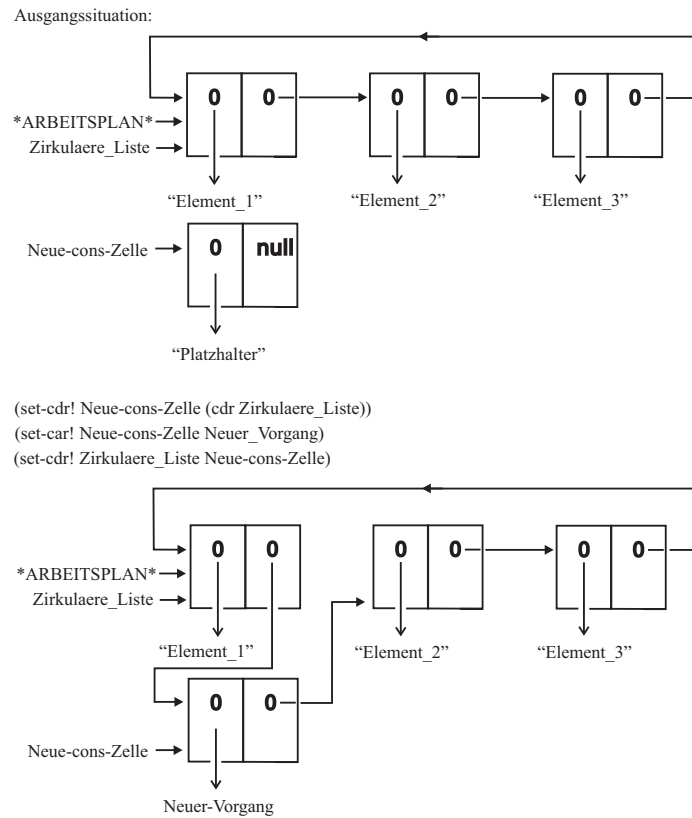 Ausgangssituation:
0 0 0 0 0 0
*ARBEITSPLAN*
Zirkulaere_Liste
“Element_1” “Element_2” “Element_3”
Neue-cons-Zelle 0 null
“Platzhalter”
(set-cdr! Neue-cons-Zelle (cdr Zirkulaere_Liste))
(set-car! Neue-cons-Zelle Neuer_Vorgang)
(set-cdr! Zirkulaere_Liste Neue-cons-Zelle)
0 0 0 0 0 0
*ARBEITSPLAN*
Zirkulaere_Liste
“Element_1” “Element_2” “Element_3”
0 0
Neue-cons-Zelle
Neuer-Vorgang